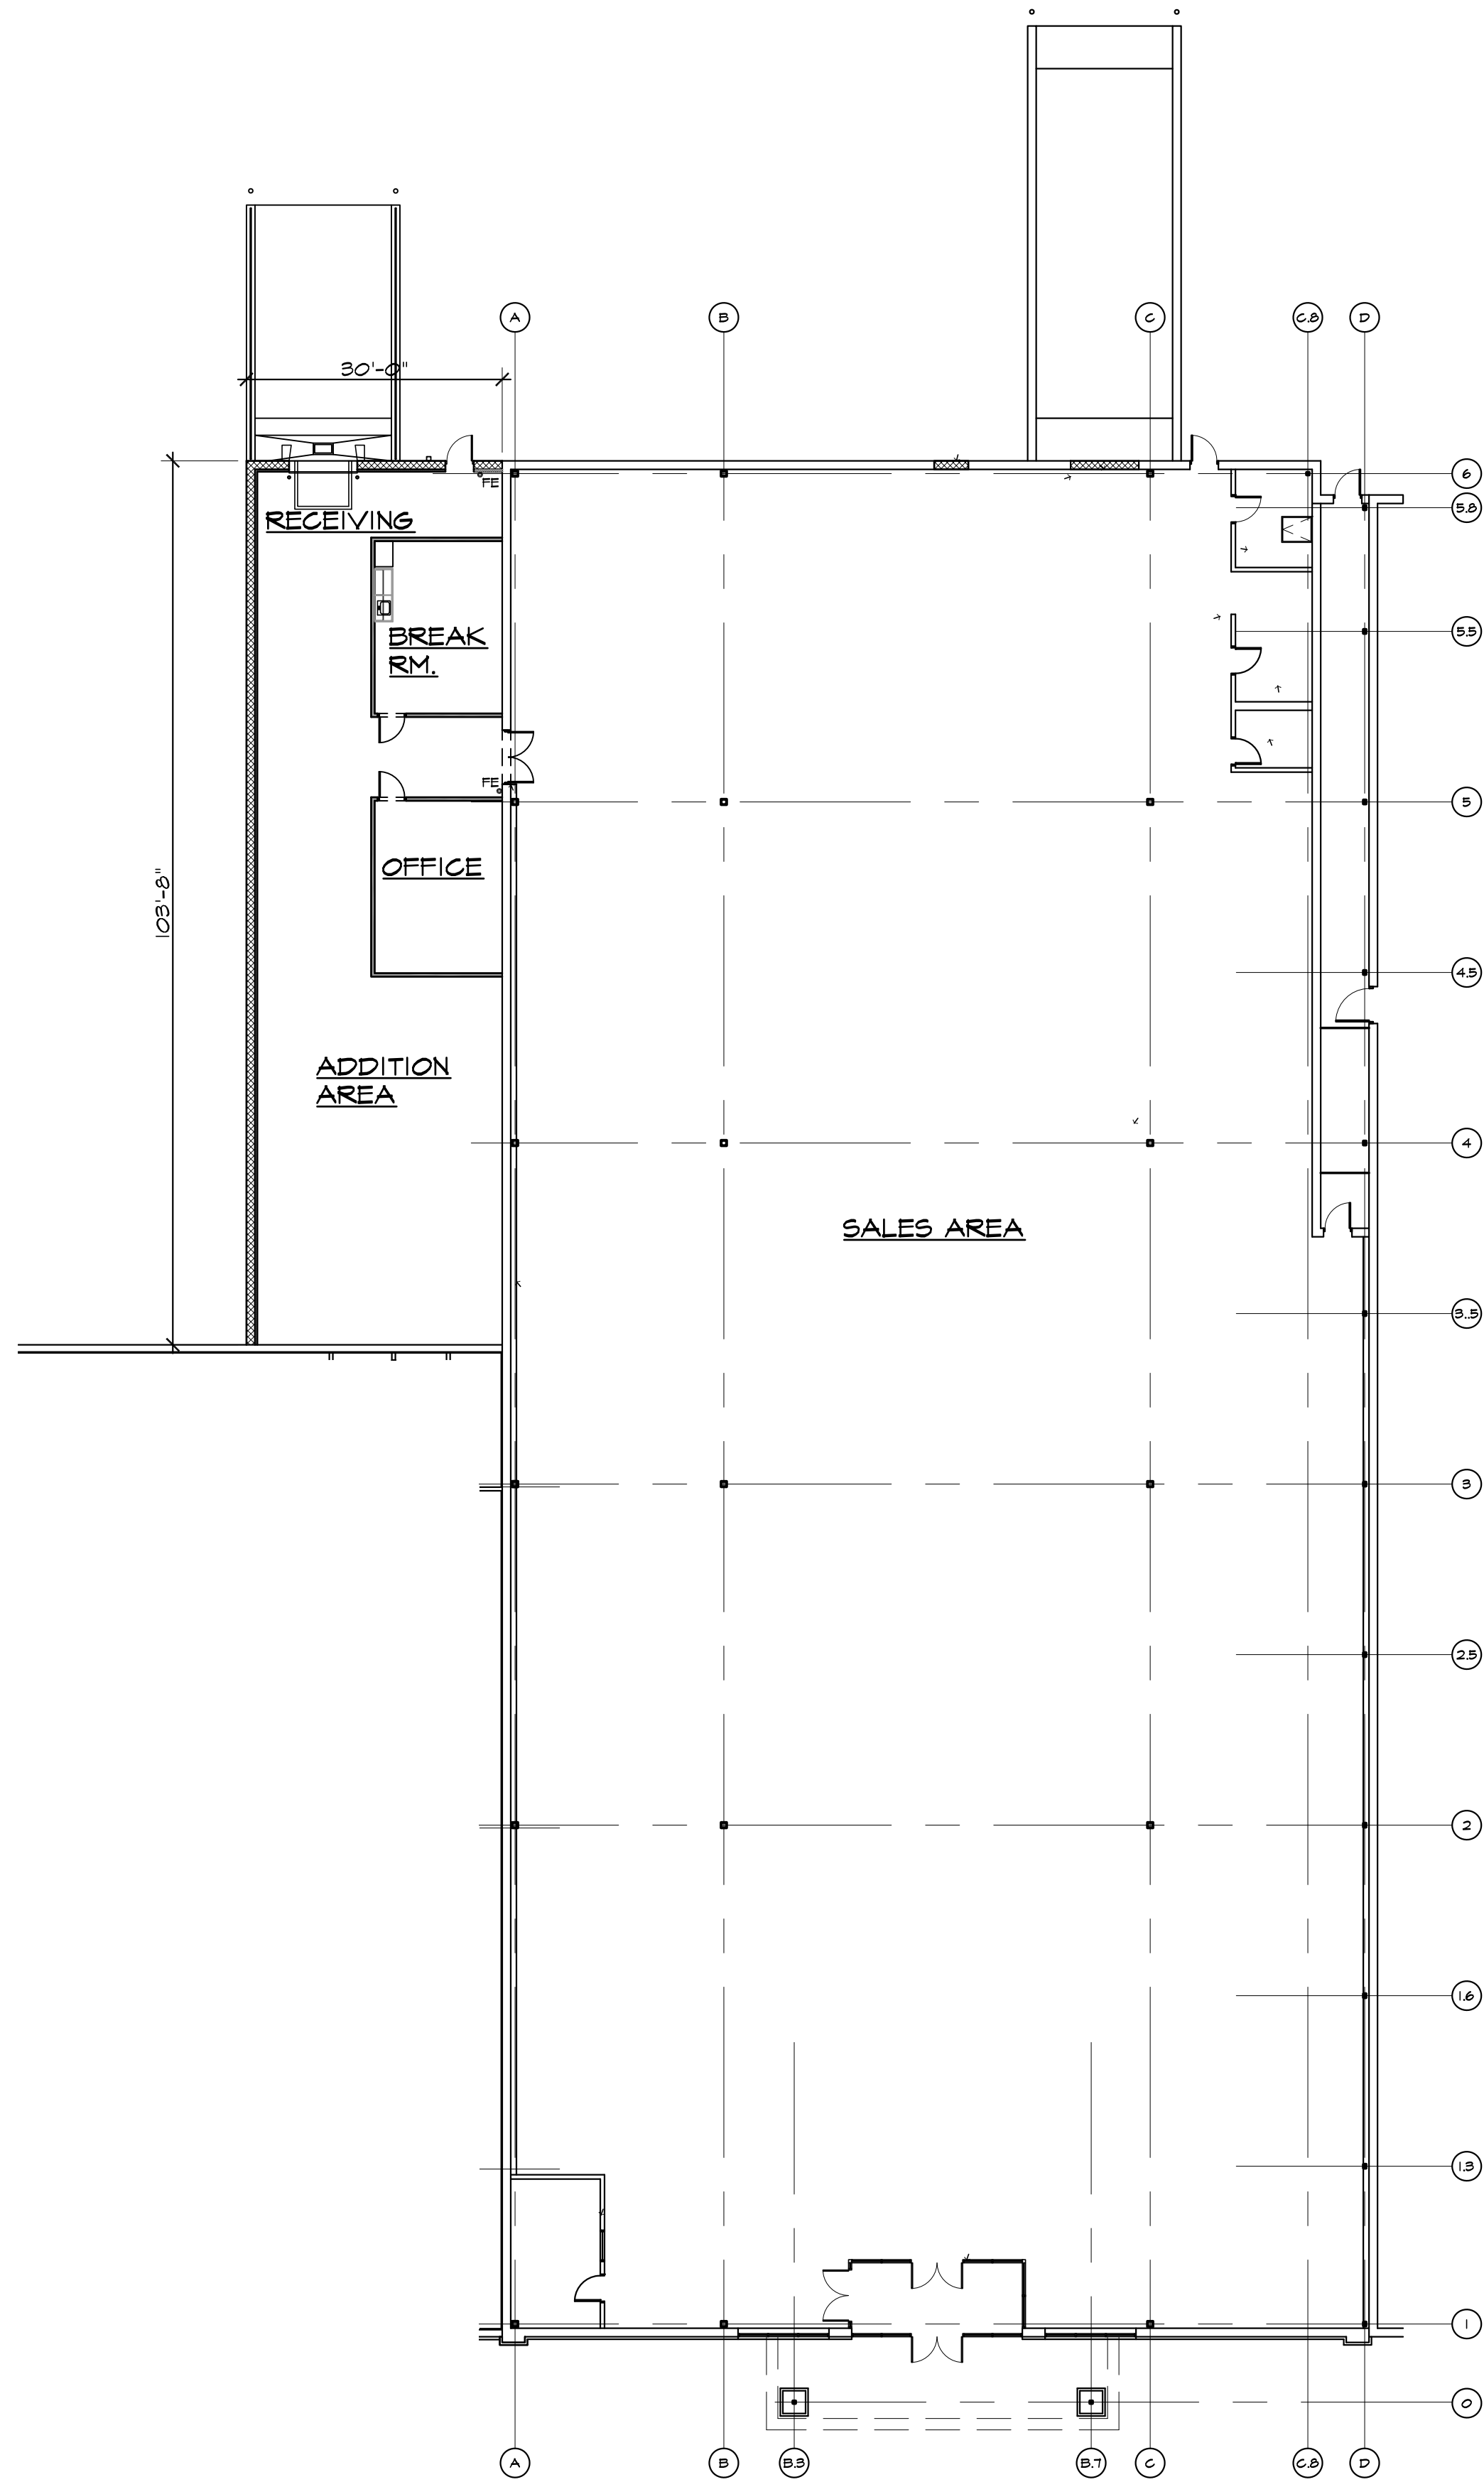 A B C C.8 D
30'-0"
6
FE
5.8
RECEIVING
5.5
BREAK
RM.
FE
5
OFFICE
103'-8"
4.5
ADDITION
AREA
4
SALES AREA
3.5
3
2.5
2
1.6
1.3
1
0
A B B.3 B.7 C C.8 D